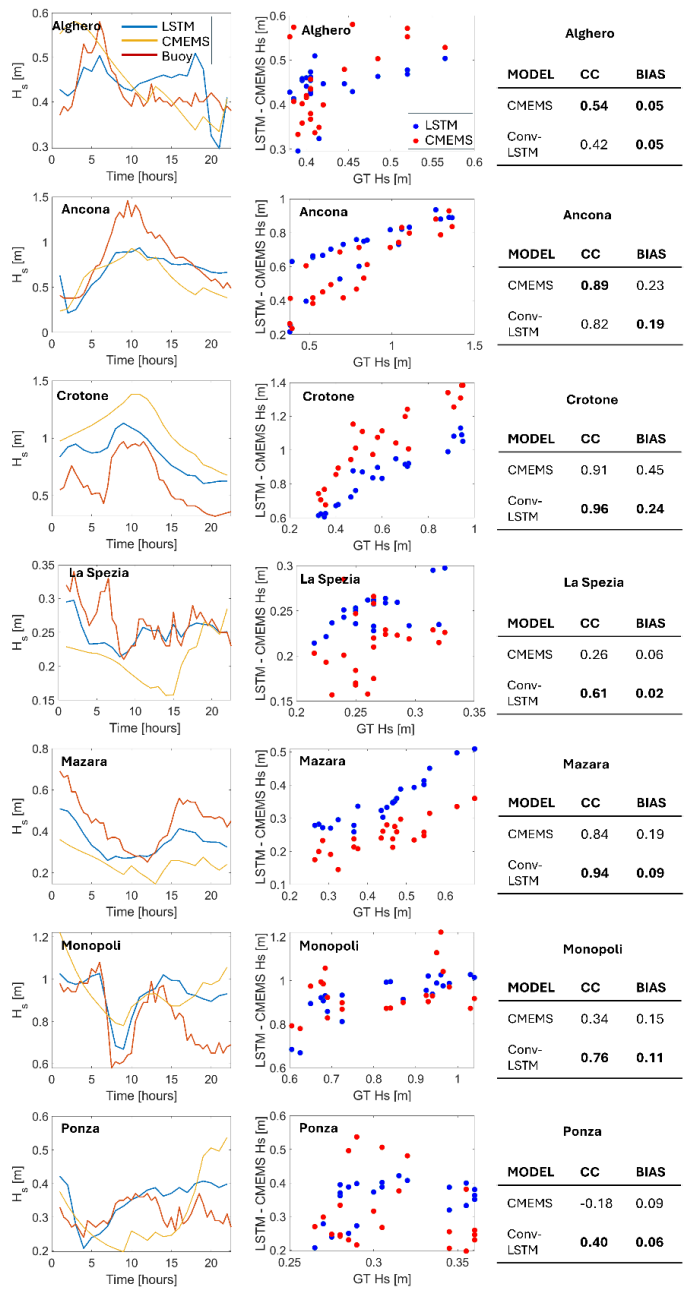 Alghero
LSTM
CMEMS
Buoy
Hs [m]
0.6
0.5
0.4
0.3
0 5 10 15 20
Time [hours]
Alghero
LSTM - CMEMS Hs [m]
0.6
0.5
0.4
0.3
LSTM
CMEMS
0.4 0.45 0.5 0.55 0.6
GT Hs [m]
Alghero
MODEL CC BIAS
CMEMS 0.54 0.05
Conv-
LSTM 0.42 0.05
Ancona
Hs [m]
1.5
1
0.5
0
0 5 10 15 20
Time [hours]
Ancona
LSTM - CMEMS Hs [m]
1
0.8
0.6
0.4
0.2
0.5 1 1.5
GT Hs [m]
Ancona
MODEL CC BIAS
CMEMS 0.89 0.23
Conv-
LSTM 0.82 0.19
Crotone
Hs [m]
1.5
1
0.5
0 5 10 15 20
Time [hours]
Crotone
LSTM - CMEMS Hs [m]
1.4
1.2
1
0.8
0.6
0.2 0.4 0.6 0.8 1
GT Hs [m]
Crotone
MODEL CC BIAS
CMEMS 0.91 0.45
Conv-
LSTM 0.96 0.24
La Spezia
Hs [m]
0.35
0.3
0.25
0.2
0.15
0 5 10 15 20
Time [hours]
La Spezia
LSTM - CMEMS Hs [m]
0.3
0.25
0.2
0.15
0.2 0.25 0.3 0.35
GT Hs [m]
La Spezia
MODEL CC BIAS
CMEMS 0.26 0.06
Conv-
LSTM 0.61 0.02
Mazara
Hs [m]
0.8
0.6
0.4
0.2
0 5 10 15 20
Time [hours]
Mazara
LSTM - CMEMS Hs [m]
0.5
0.4
0.3
0.2
0.1
0.2 0.3 0.4 0.5 0.6
GT Hs [m]
Mazara
MODEL CC BIAS
CMEMS 0.84 0.19
Conv-
LSTM 0.94 0.09
Monopoli
Hs [m]
1.2
1
0.8
0.6
0 5 10 15 20
Time [hours]
Monopoli
LSTM - CMEMS Hs [m]
1.2
1
0.8
0.6
0.6 0.7 0.8 0.9 1
GT Hs [m]
Monopoli
MODEL CC BIAS
CMEMS 0.34 0.15
Conv-
LSTM 0.76 0.11
Ponza
Hs [m]
0.6
0.5
0.4
0.3
0.2
0 5 10 15 20
Time [hours]
Ponza
LSTM - CMEMS Hs [m]
0.6
0.5
0.4
0.3
0.2
0.25 0.3 0.35
GT Hs [m]
Ponza
MODEL CC BIAS
CMEMS -0.18 0.09
Conv-
LSTM 0.40 0.06